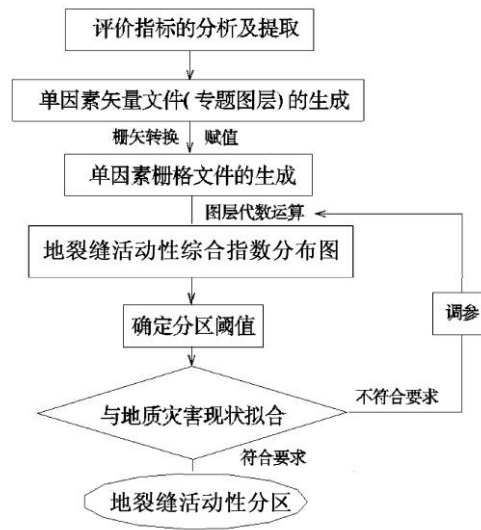 评价指标的分析及提取
单因素矢量文件(专题图层)的生成
栅矢转换 赋值
单因素栅格文件的生成
图层代数运算
地裂缝活动性综合指数分布图
调参
确定分区阈值
与地质灾害现状拟合
不符合要求
符合要求
地裂缝活动性分区